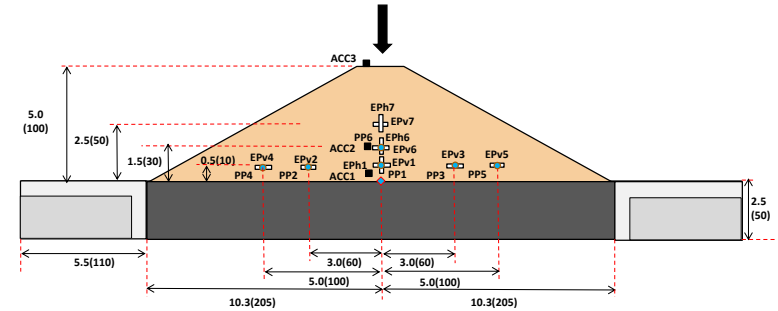 ACC3
5.0
(100)
2.5(50)
EPh7
EPv7
PP6
EPh6
1.5(30)
ACC2
EPv6
0.5(10)
EPv4
EPv2
EPh1
EPv1
EPv3
EPv5
PP4
PP2
ACC1
PP1
PP3
PP5
2.5
(50)
5.5(110)
3.0(60)
3.0(60)
5.0(100)
5.0(100)
10.3(205)
10.3(205)